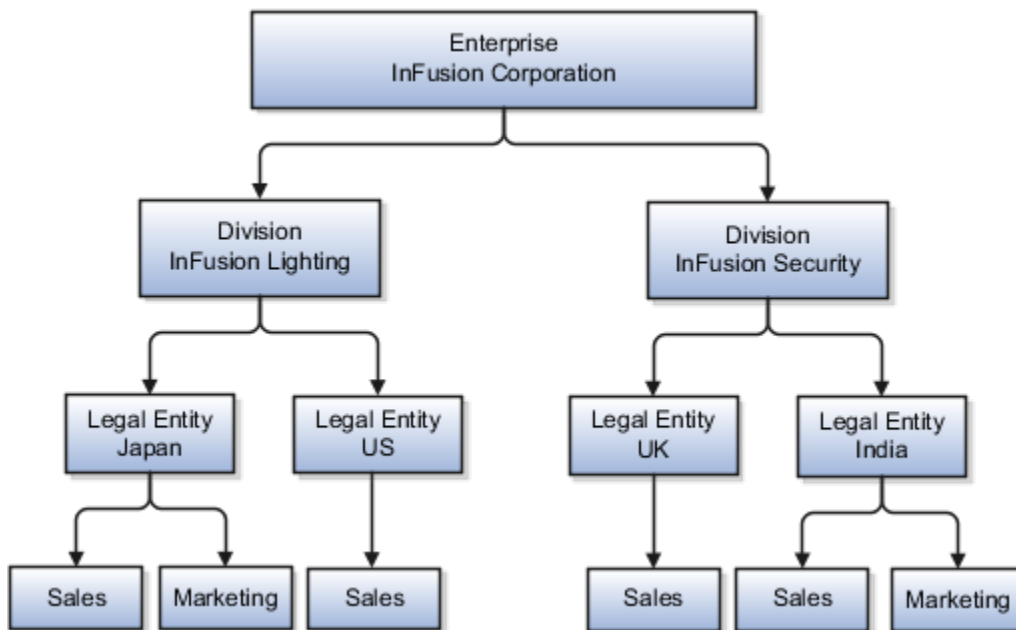 Enterprise
InFusion Corporation
Division
InFusion Lighting
Division
InFusion Security
Legal Entity
Japan
Legal Entity
US
Legal Entity
UK
Legal Entity
India
Sales
Marketing
Sales
Sales
Sales
Marketing